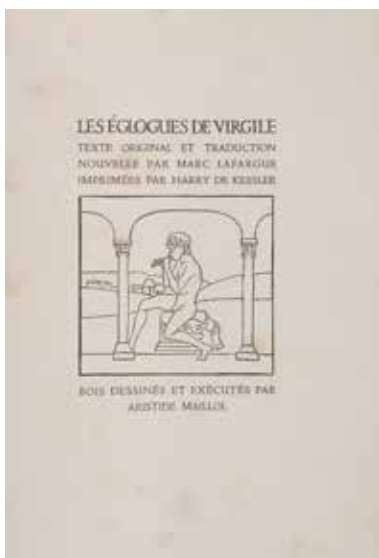 LES ÉGLOGUES DE VIRGILE
TEXTE ORIGINAL ET TRADUCTION
NOUVELLE PAR MARC LAFARGUE
IMPRIMÉES PAR HARRY DE KESSLER
BOIS DESSINÉS ET EXÉCUTÉS PAR
ARISTIDE MAILLOL